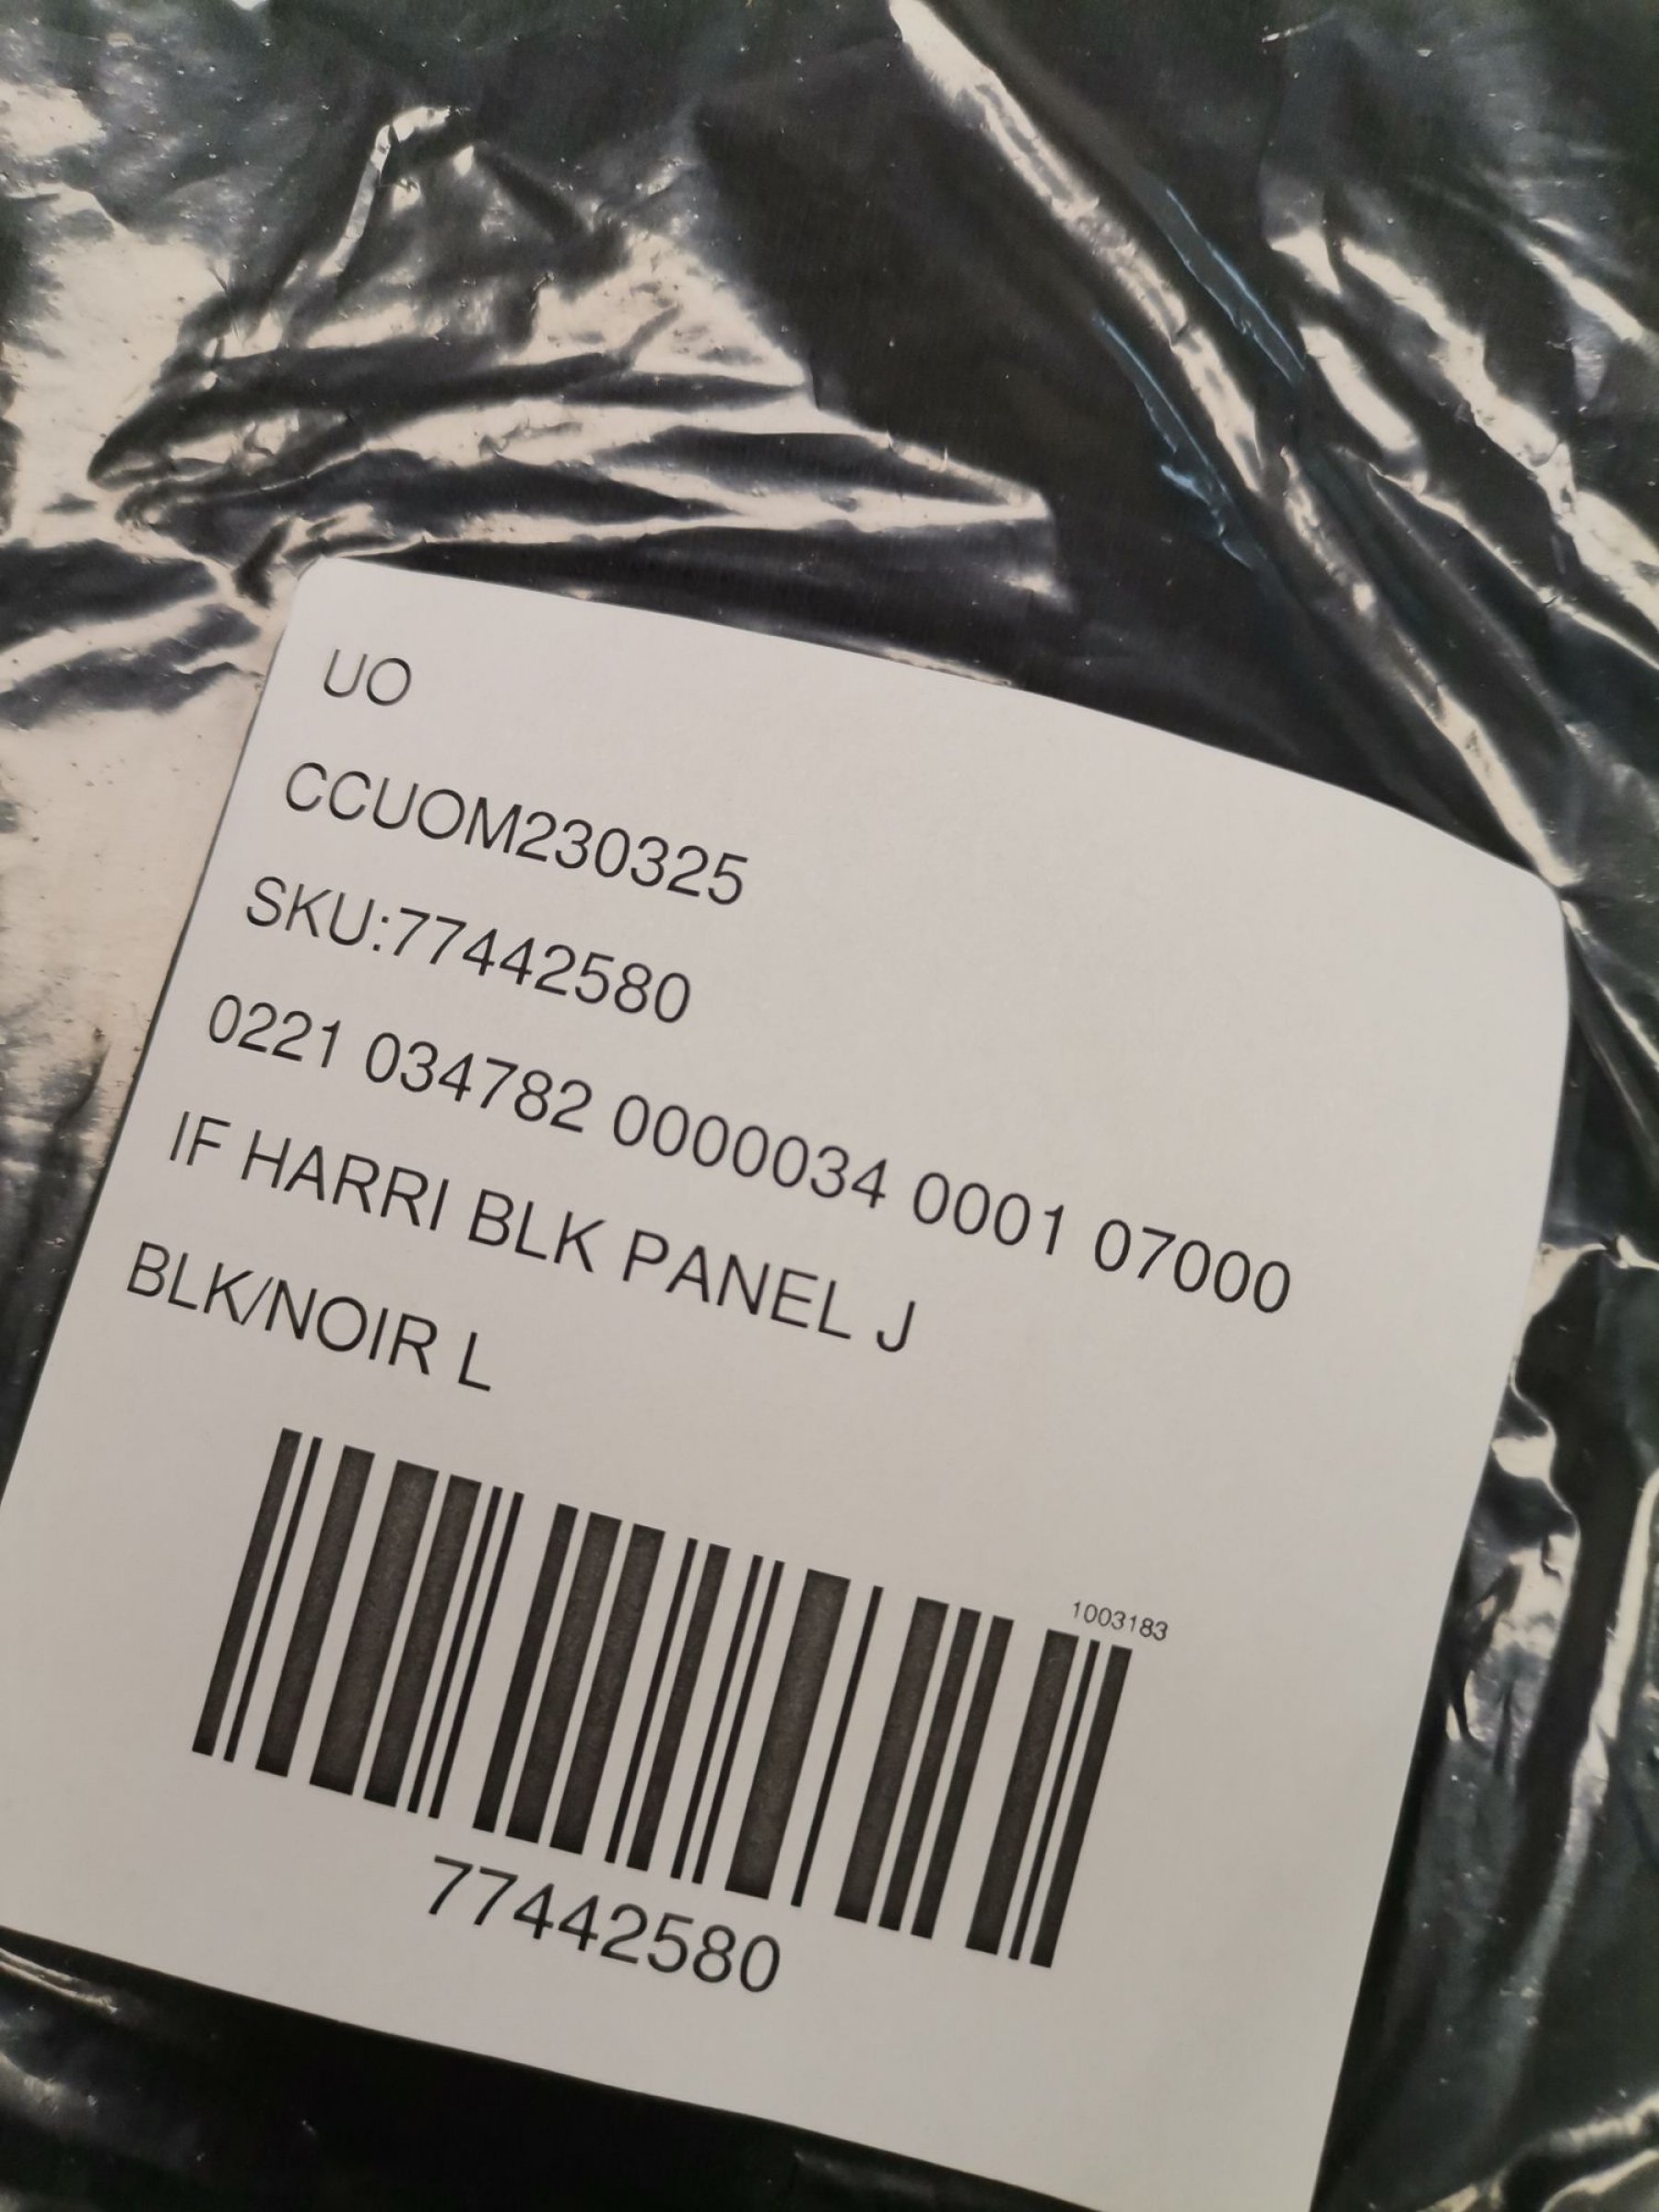 UO
CCUOM230325
SKU:77442580
0221 034782 0000034 0001 07000
IF HARRI BLK PANEL J
BLK/NOIR L
1003183
77442580